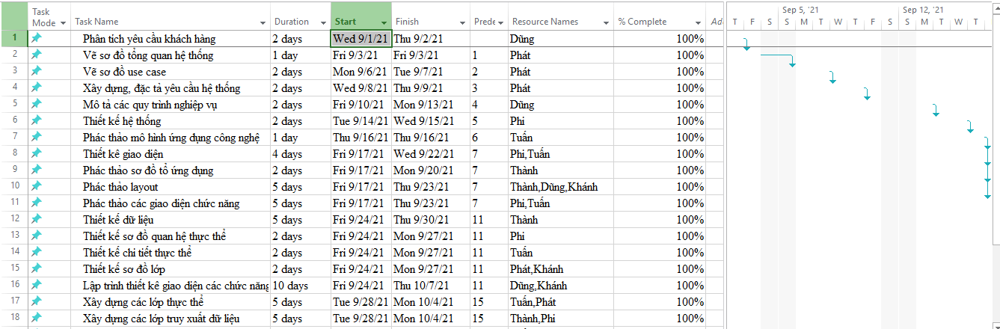 Task Mode Task Name Duration Start Finish Prede Resource Names % Complete Ad
Sep 5, '21 Sep 12, '21
T F S S M T W T F S S M T W T
1 Phân tích yêu cầu khách hàng 2 days Wed 9/1/21 Thu 9/2/21 Dũng 100%
2 Vẽ sơ đồ tổng quan hệ thống 1 day Fri 9/3/21 Fri 9/3/21 1 Phát 100%
3 Vẽ sơ đồ use case 2 days Mon 9/6/21 Tue 9/7/21 2 Phát 100%
4 Xây dựng, đặc tả yêu cầu hệ thống 2 days Wed 9/8/21 Thu 9/9/21 3 Phát 100%
5 Mô tả các quy trình nghiệp vụ 2 days Fri 9/10/21 Mon 9/13/21 4 Dũng 100%
6 Thiết kế hệ thống 2 days Tue 9/14/21 Wed 9/15/21 5 Phi 100%
7 Phác thảo mô hình ứng dụng công nghệ 1 day Thu 9/16/21 Thu 9/16/21 6 Tuấn 100%
8 Thiết kê giao diện 4 days Fri 9/17/21 Wed 9/22/21 7 Phi,Tuấn 100%
9 Phác thảo sơ đồ tổ ứng dụng 2 days Fri 9/17/21 Mon 9/20/21 7 Thành 100%
10 Phác thảo layout 5 days Fri 9/17/21 Thu 9/23/21 7 Thành,Dũng,Khánh 100%
11 Phác thảo các giao diện chức năng 5 days Fri 9/17/21 Thu 9/23/21 7 Phi,Tuấn 100%
12 Thiết kế dữ liệu 5 days Fri 9/24/21 Thu 9/30/21 11 Thành 100%
13 Thiết kế sơ đồ quan hệ thực thể 2 days Fri 9/24/21 Mon 9/27/21 11 Phi 100%
14 Thiết kế chi tiết thực thể 2 days Fri 9/24/21 Mon 9/27/21 11 Tuấn 100%
15 Thiết kế sơ đồ lớp 2 days Fri 9/24/21 Mon 9/27/21 11 Phát,Khánh 100%
16 Lập trình thiết kê giao diện các chức năng 10 days Fri 9/24/21 Thu 10/7/21 11 Dũng,Khánh 100%
17 Xây dựng các lớp thực thể 5 days Tue 9/28/21 Mon 10/4/21 15 Tuấn,Phát 100%
18 Xây dựng các lớp truy xuất dữ liệu 5 days Tue 9/28/21 Mon 10/4/21 15 Thành,Phi 100%